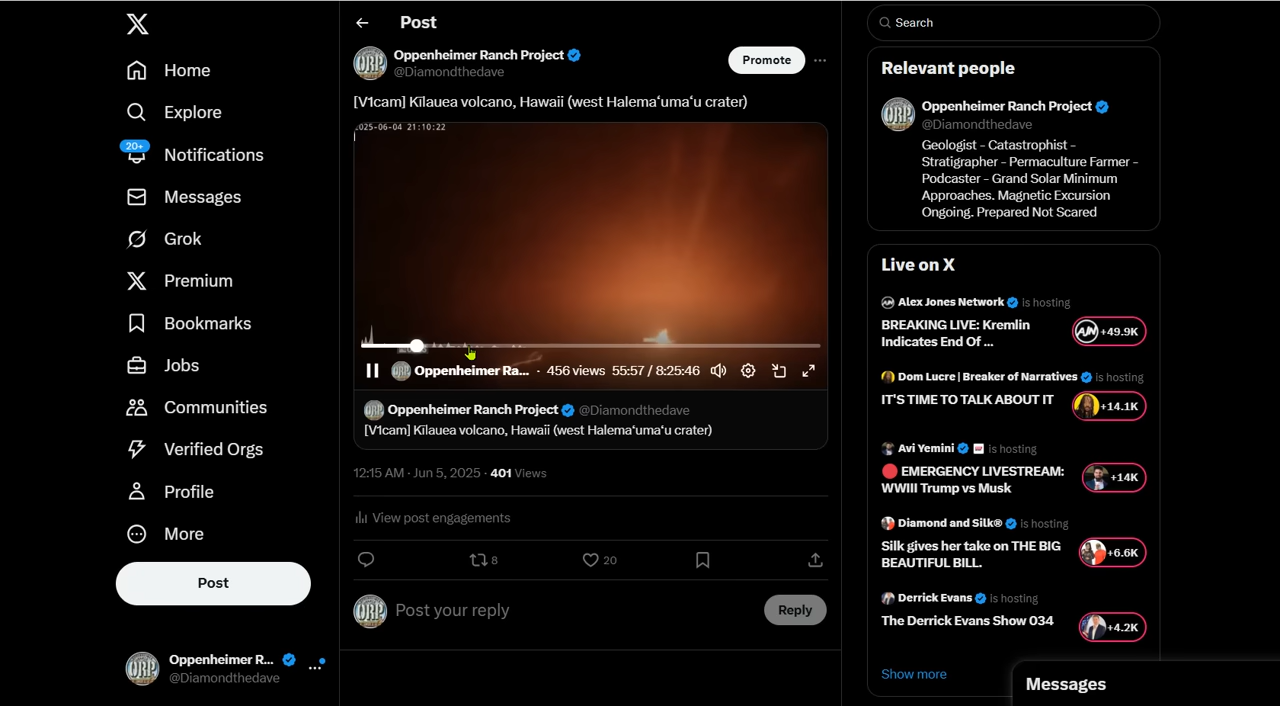 Home
Explore
20+
Notifications
Messages
Grok
Premium
Bookmarks
Jobs
Communities
Verified Orgs
Profile
More
Post
Oppenheimer R...
@Diamondthedave
Post
Oppenheimer Ranch Project
@Diamondthedave
Promote
[V1cam] Kīlauea volcano, Hawaii (west Halemaʻumaʻu crater)
2025-06-04 21:10:22
Oppenheimer Ra... · 456 views 55:57 / 8:25:46
Oppenheimer Ranch Project @Diamondthedave
[V1cam] Kīlauea volcano, Hawaii (west Halemaʻumaʻu crater)
12:15 AM · Jun 5, 2025 · 401 Views
View post engagements
8
20
Post your reply
Reply
Search
Relevant people
Oppenheimer Ranch Project
@Diamondthedave
Geologist - Catastrophist -
Stratigrapher - Permaculture Farmer -
Podcaster - Grand Solar Minimum
Approaches. Magnetic Excursion
Ongoing. Prepared Not Scared
Live on X
Alex Jones Network is hosting
BREAKING LIVE: Kremlin
Indicates End Of ...
+49.9K
Dom Lucre | Breaker of Narratives is hosting
IT'S TIME TO TALK ABOUT IT
+14.1K
Avi Yemini is hosting
EMERGENCY LIVESTREAM:
WWIII Trump vs Musk
+14K
Diamond and Silk® is hosting
Silk gives her take on THE BIG
BEAUTIFUL BILL.
+6.6K
Derrick Evans is hosting
The Derrick Evans Show 034
+4.2K
Show more
Messages